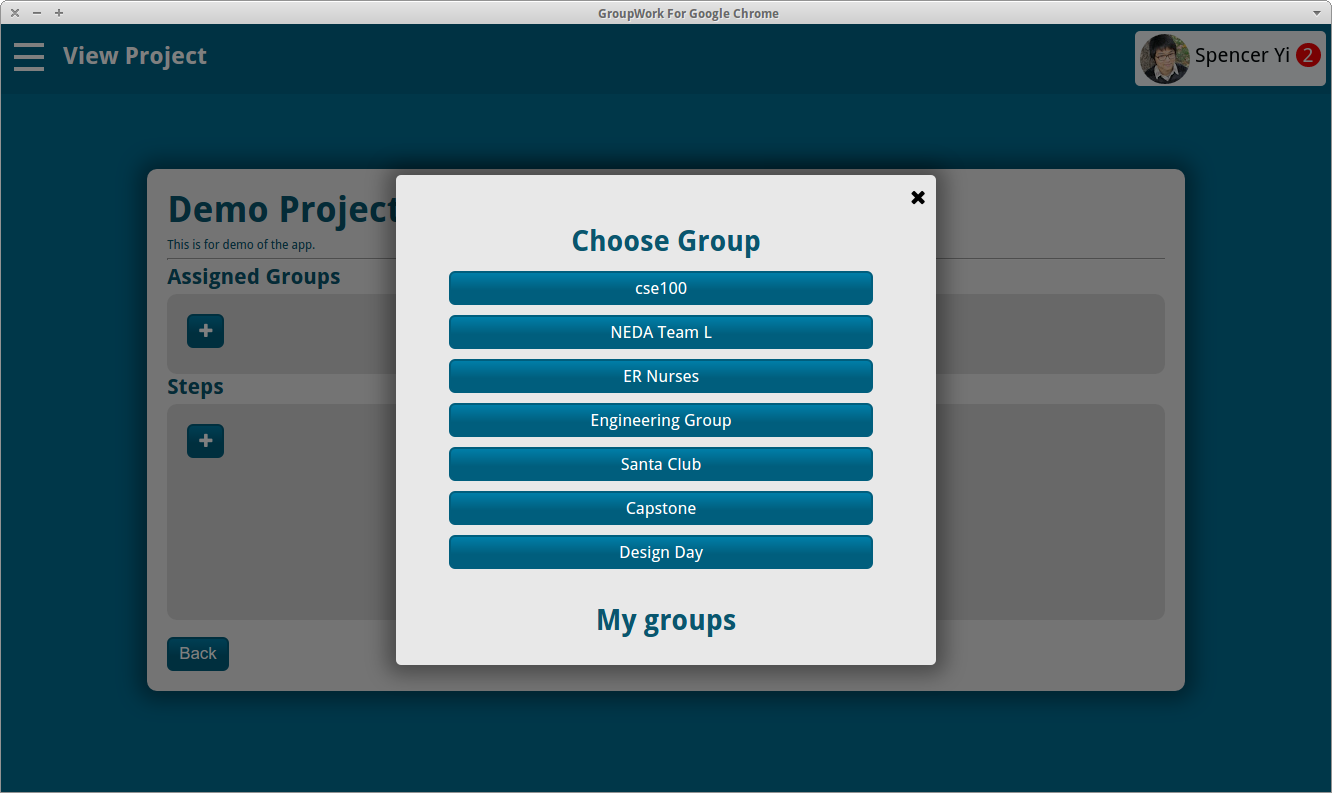 GroupWork For Google Chrome
View Project
Spencer Yi 2
Demo Project
This is for demo of the app.
Assigned Groups
Steps
Back
Choose Group
cse100
NEDA Team L
ER Nurses
Engineering Group
Santa Club
Capstone
Design Day
My groups